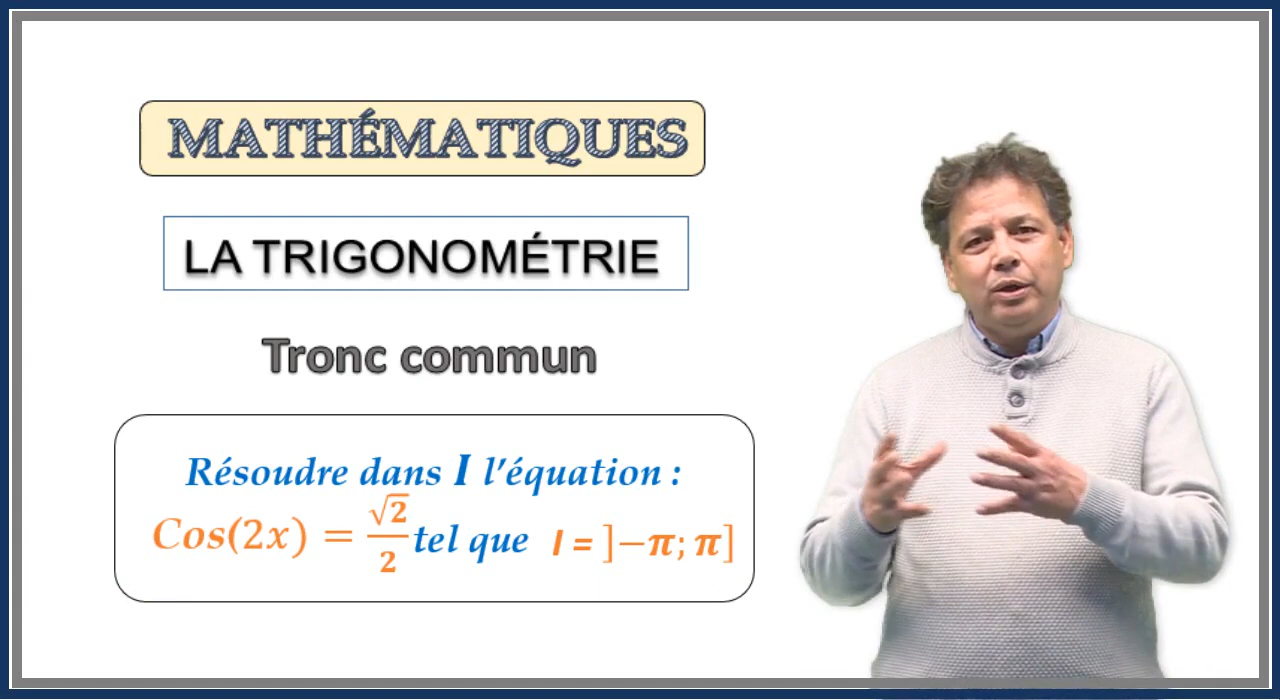 MATHÉMATIQUES
LA TRIGONOMÉTRIE
Tronc commun
Résoudre dans I l'équation :
Cos(2x) = √2/2 tel que I = ]−π; π]